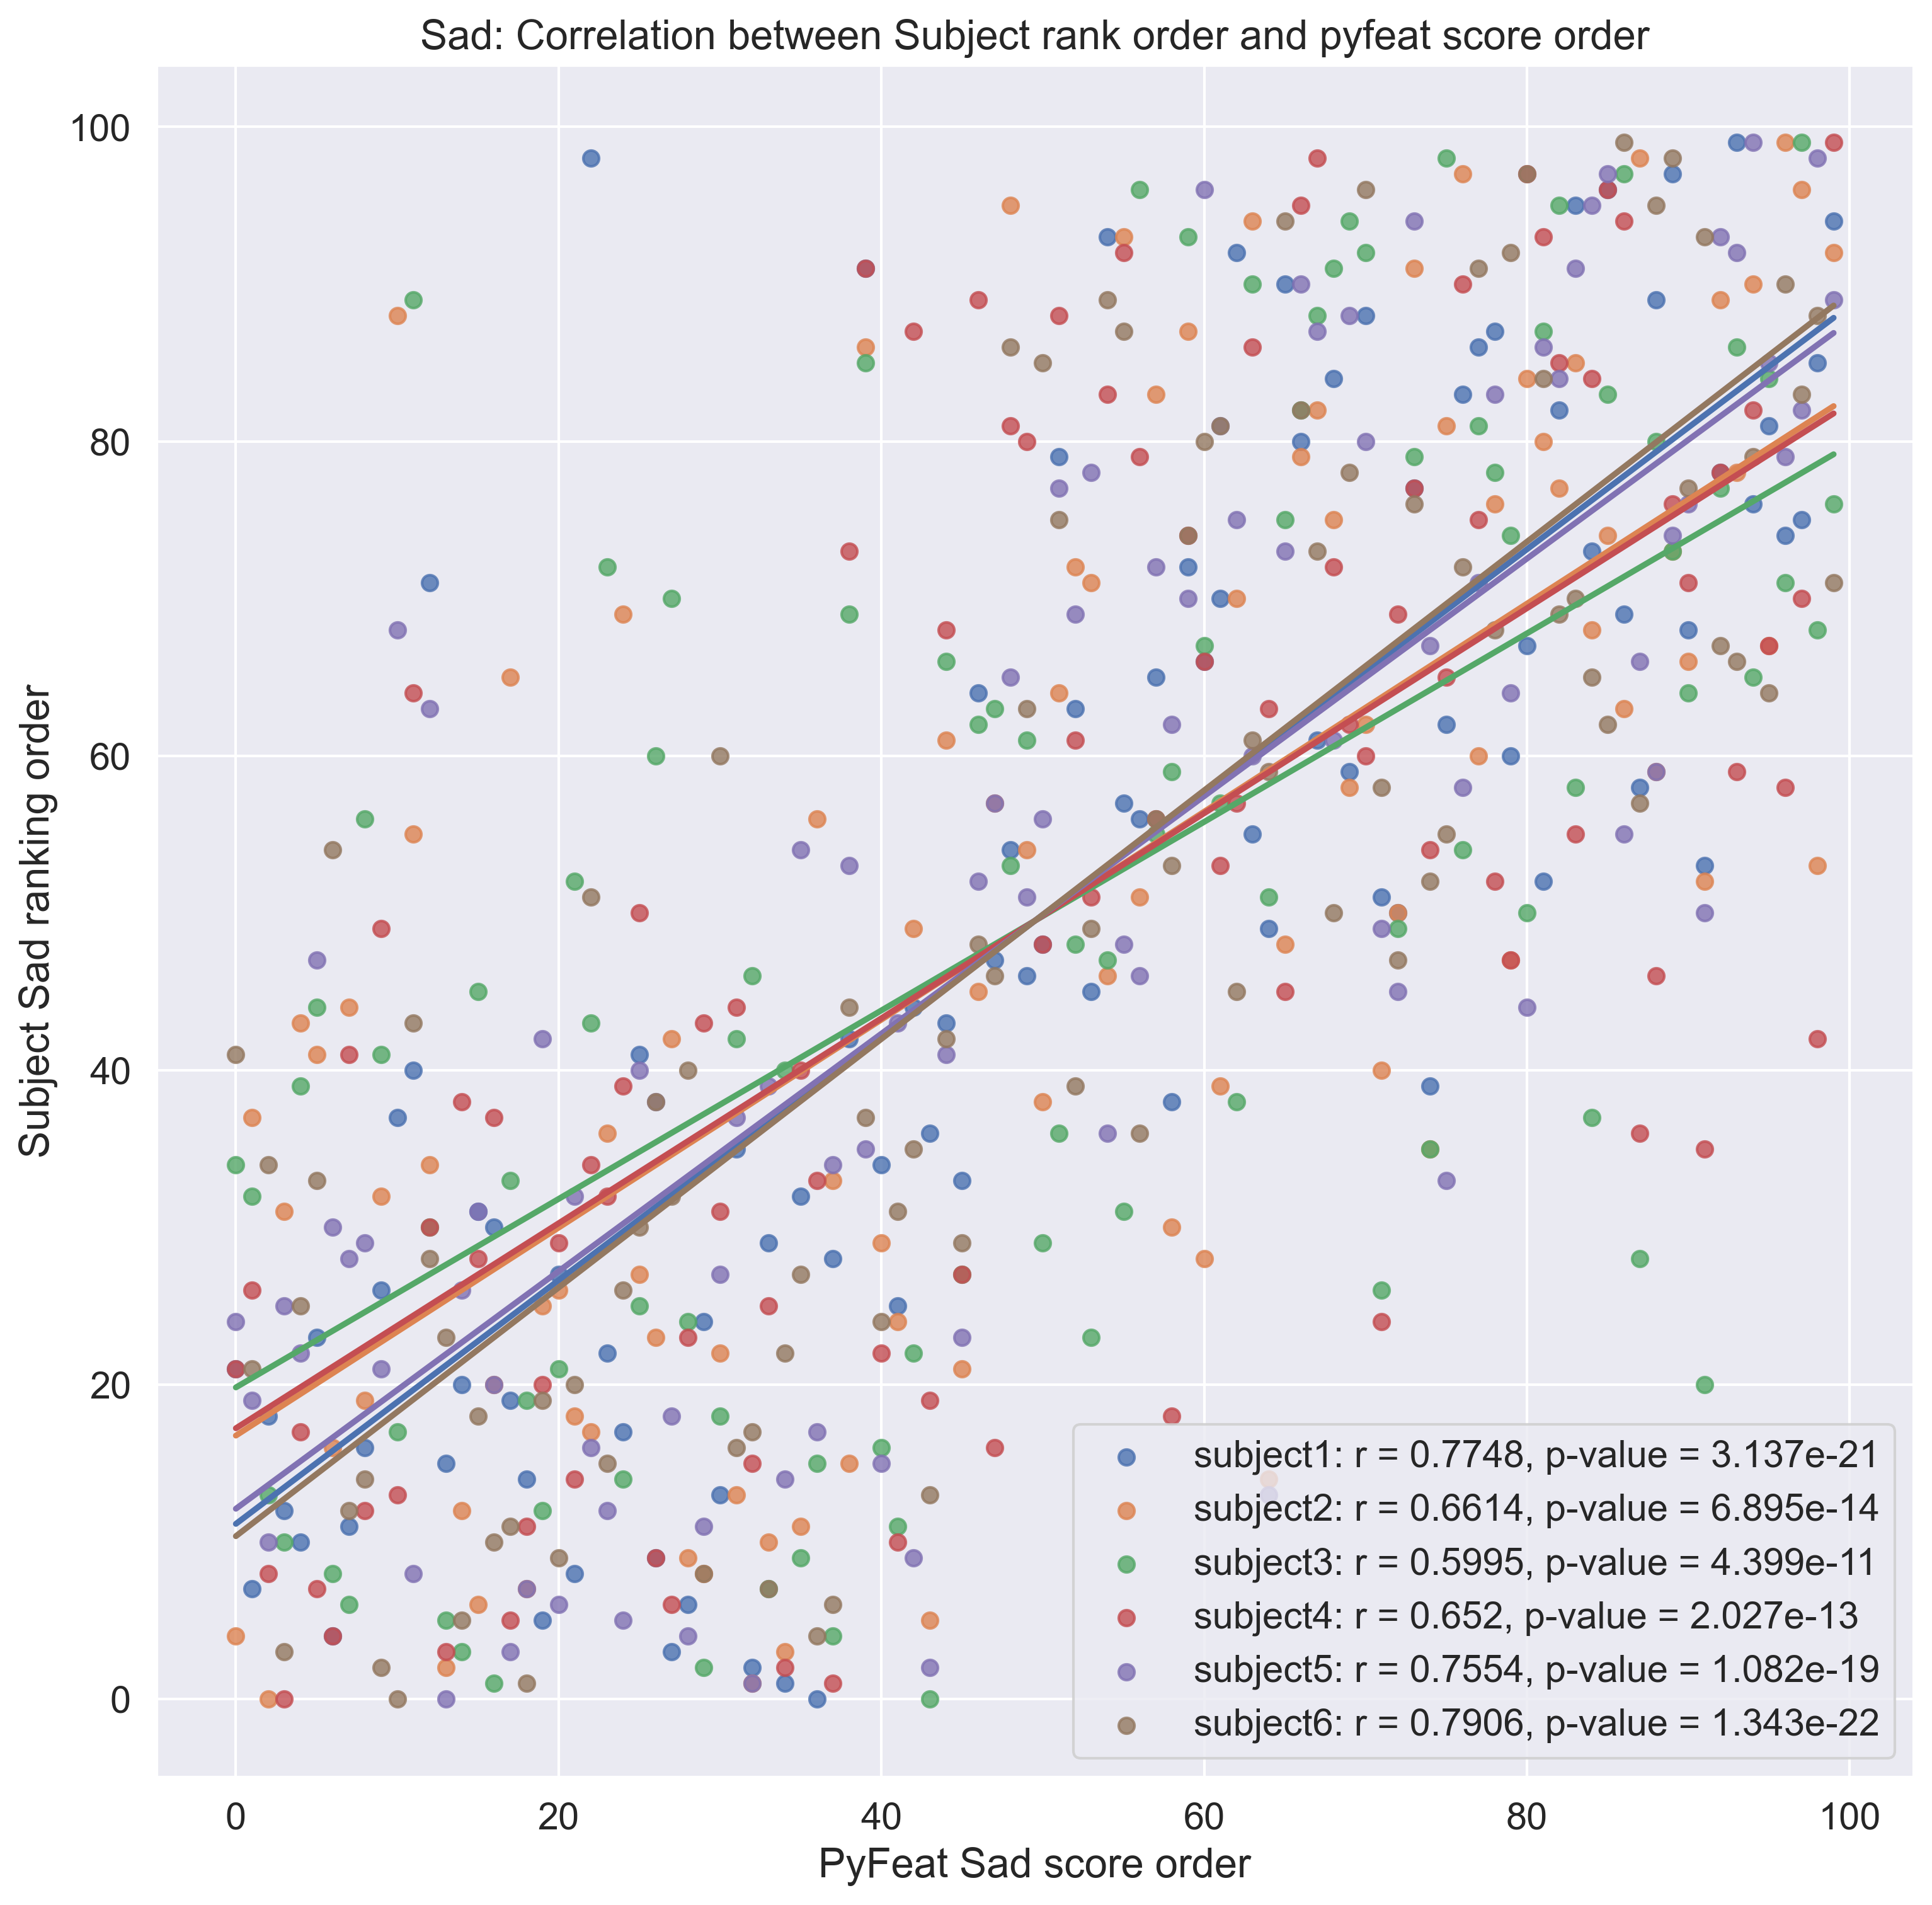 Sad: Correlation between Subject rank order and pyfeat score order
Subject Sad ranking order
100
80
60
40
20
0
subject1: r = 0.7748, p-value = 3.137e-21
subject2: r = 0.6614, p-value = 6.895e-14
subject3: r = 0.5995, p-value = 4.399e-11
subject4: r = 0.652, p-value = 2.027e-13
subject5: r = 0.7554, p-value = 1.082e-19
subject6: r = 0.7906, p-value = 1.343e-22
0 20 40 60 80 100
PyFeat Sad score order